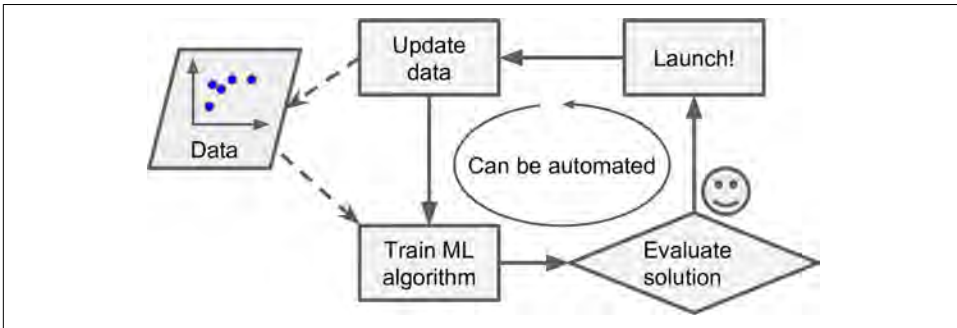 Update
data
Launch!
Data
Can be automated
Train ML
algorithm
Evaluate
solution